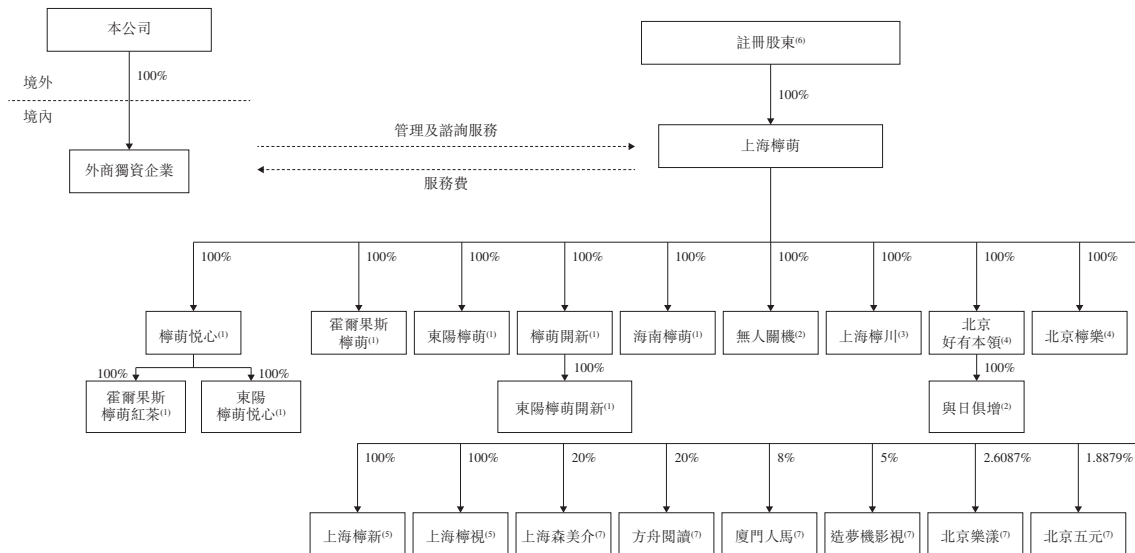 本公司
註冊股東(6)
100%
境外
100%
境內
管理及諮詢服務
上海檸萌
外商獨資企業
服務費
100%
100%
100%
100%
100%
100%
100%
100%
100%
檸萌悅心(1)
霍爾果斯
檸萌(1)
東陽檸萌(1)
檸萌開新(1)
海南檸萌(1)
無人關機(2)
上海檸川(3)
北京
好有本領(4)
北京檸樂(4)
100%
100%
100%
100%
霍爾果斯
檸萌紅茶(1)
東陽
檸萌悅心(1)
東陽檸萌開新(1)
與日俱增(2)
100%
100%
20%
20%
8%
5%
2.6087%
1.8879%
上海檸新(5)
上海檸視(5)
上海森美介(7)
方舟閱讀(7)
廈門人馬(7)
造夢機影視(7)
北京樂漾(7)
北京五元(7)